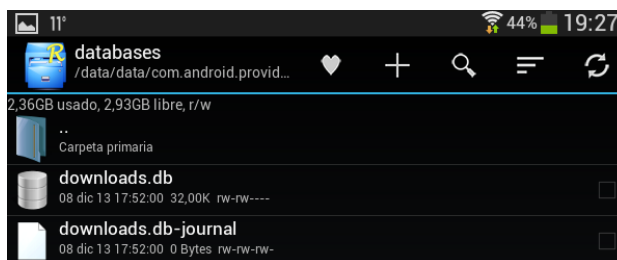 11°
44%
19:27
R
databases
/data/data/com.android.provid...
2,36GB usado, 2,93GB libre, r/w
..
Carpeta primaria
downloads.db
08 dic 13 17:52:00 32,00K rw-rw----
downloads.db-journal
08 dic 13 17:52:00 0 Bytes rw-rw-rw-